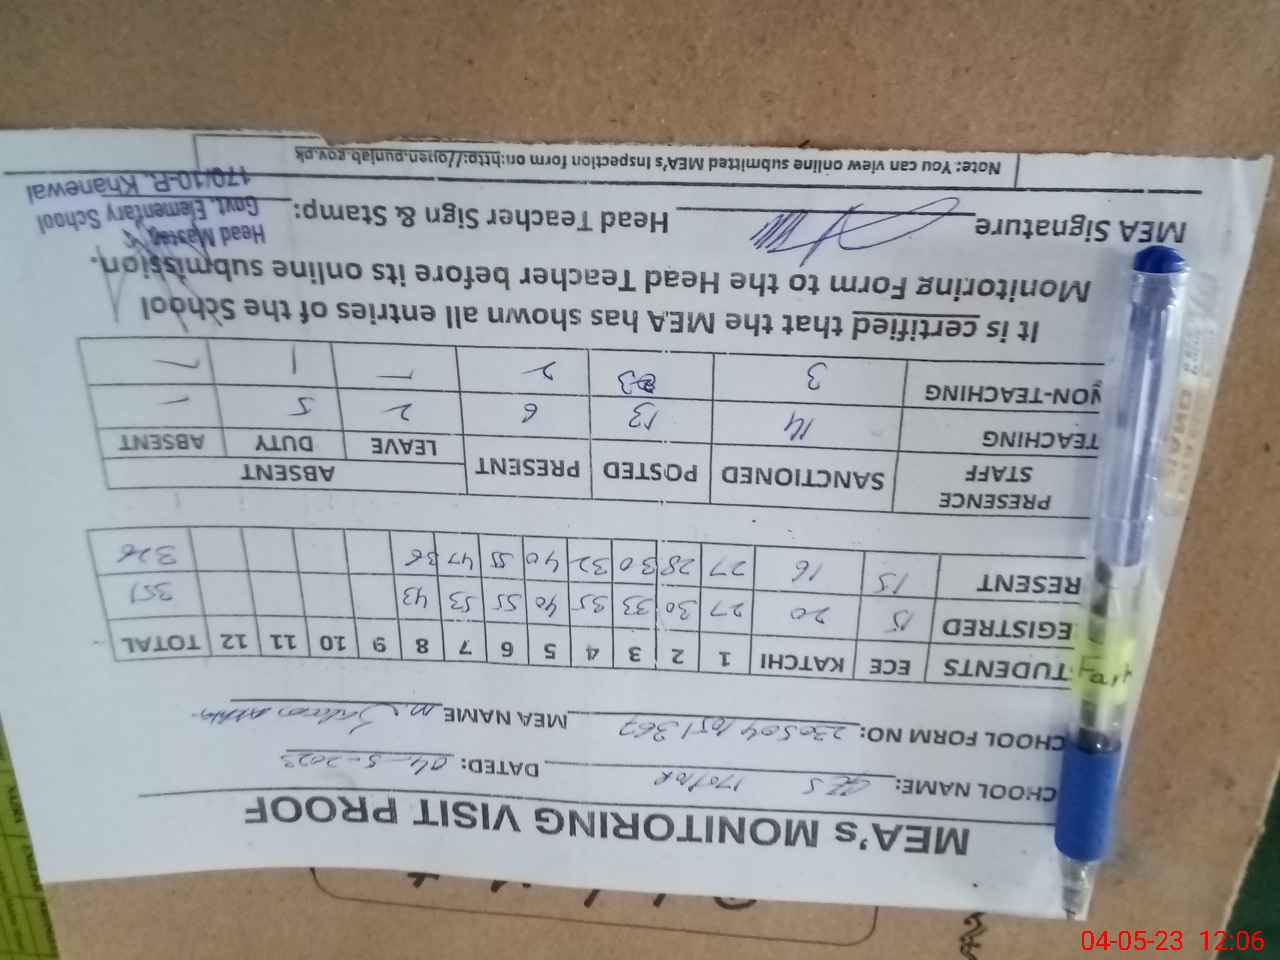 MEA's MONITORING VISIT PROOF
CHOOL NAME: GES 170/10R DATED: 04-5-2023
CHOOL FORM NO: MEA NAME M.
TUDENTS ECE KATCHI 1 2 3 4 5 6 7 8 9 10 11 12 TOTAL
EGISTRED 15 20 27 30 33 35 40 55 53 43 351
RESENT 15 16 27 28 30 32 40 55 47 36 326
PRESENCE STAFF SANCTIONED POSTED PRESENT ABSENT
LEAVE DUTY ABSENT
TEACHING 14 13 6 2 5 -
NON-TEACHING 3 3 2 - 1 -
It is certified that the MEA has shown all entries of the School
Monitoring Form to the Head Teacher before its online submission.
MEA Signature Head Teacher Sign & Stamp:
Head Master
Govt. Elementary School
170/10-R, Khanewal
Note: You can view online submitted MEA's inspection form on:http://open.punjab.gov.pk
04-05-23 12:06